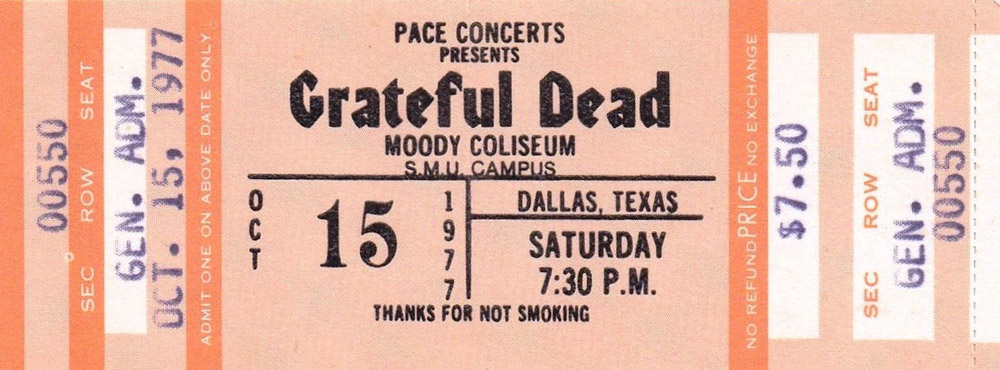 00550
SEC ROW SEAT
GEN. ADM.
OCT. 15, 1977
ADMIT ONE ON ABOVE DATE ONLY.
PACE CONCERTS
PRESENTS
Grateful Dead
MOODY COLISEUM
S.M.U. CAMPUS
OCT 15 1977
DALLAS, TEXAS
SATURDAY
7:30 P.M.
THANKS FOR NOT SMOKING
NO REFUND PRICE NO EXCHANGE
$7.50
SEC ROW SEAT
GEN. ADM.
00550